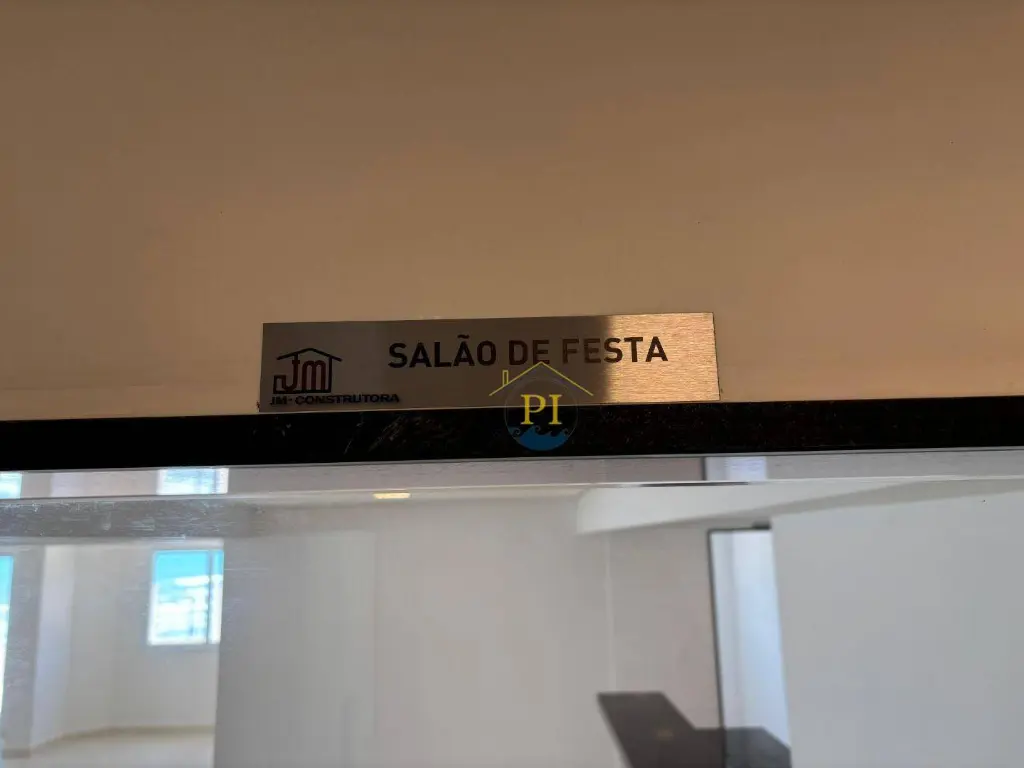 SALÃO DE FESTA
Jm
JM-CONSTRUTORA
PI